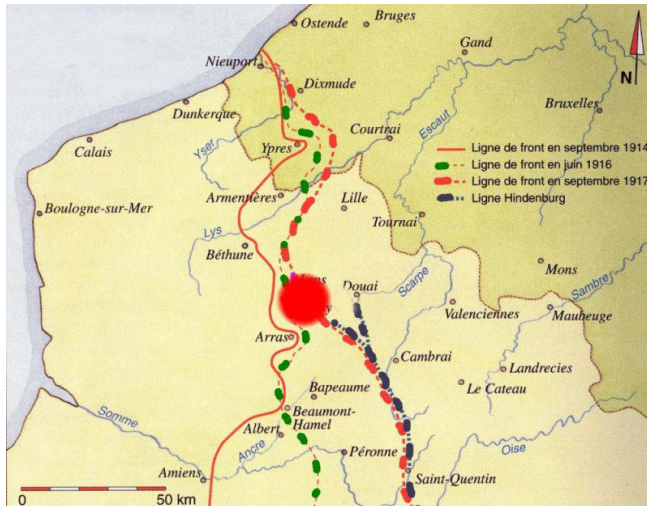 Ostende
Bruges
Gand
Nieuport
N
Dixmude
Bruxelles
Dunkerque
Courtrai
Escaut
Calais
Yser
Ypres
Ligne de front en septembre 1914
Ligne de front en juin 1916
Ligne de front en septembre 1917
Ligne Hindenburg
Armentières
Lille
Boulogne-sur-Mer
Tournai
Lys
Béthune
Mons
Scarpe
Sambre
Douai
Valenciennes
Maubeuge
Arras
Cambrai
Landrecies
Le Cateau
Bapeaume
Beaumont-
Hamel
Somme
Albert
Ancre
Péronne
Oise
Amiens
Saint-Quentin
0 50 km